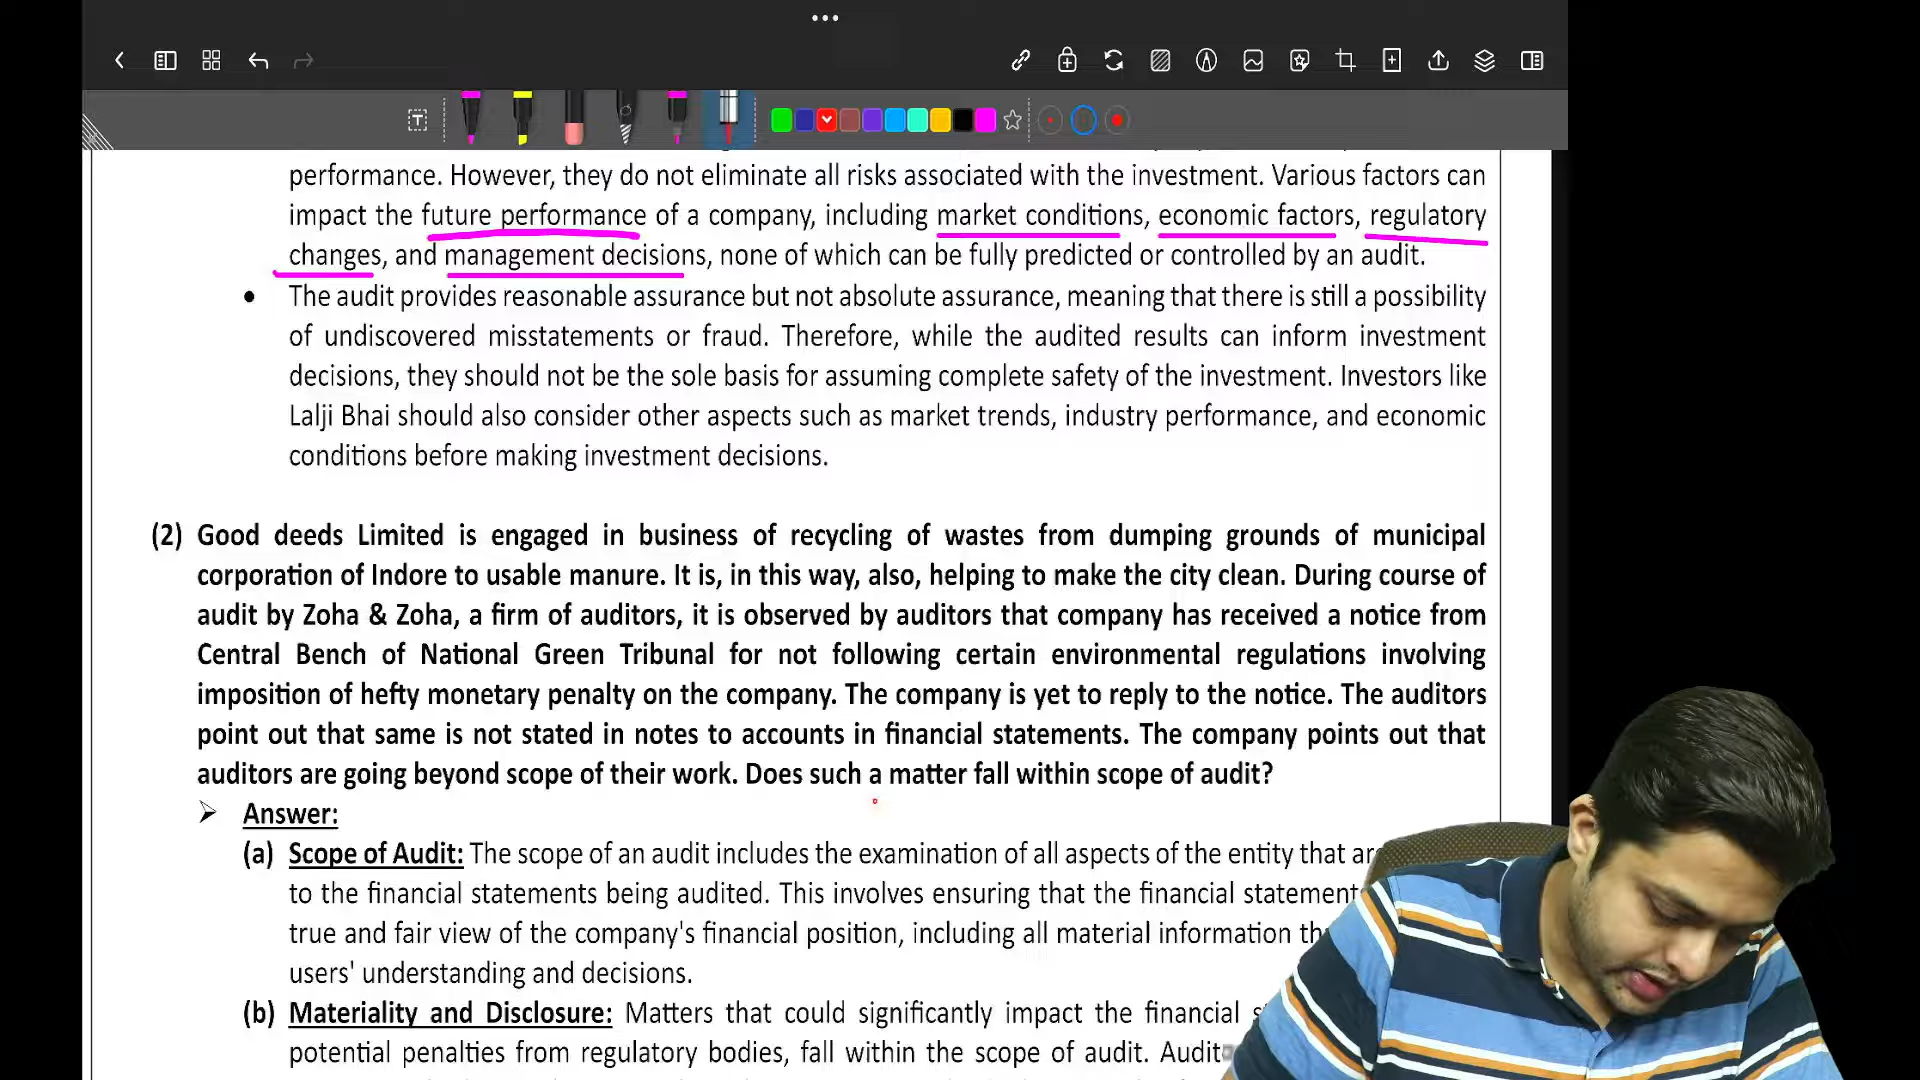 performance. However, they do not eliminate all risks associated with the investment. Various factors can
impact the future performance of a company, including market conditions, economic factors, regulatory
changes, and management decisions, none of which can be fully predicted or controlled by an audit.
• The audit provides reasonable assurance but not absolute assurance, meaning that there is still a possibility
of undiscovered misstatements or fraud. Therefore, while the audited results can inform investment
decisions, they should not be the sole basis for assuming complete safety of the investment. Investors like
Lalji Bhai should also consider other aspects such as market trends, industry performance, and economic
conditions before making investment decisions.
(2) Good deeds Limited is engaged in business of recycling of wastes from dumping grounds of municipal
corporation of Indore to usable manure. It is, in this way, also, helping to make the city clean. During course of
audit by Zoha & Zoha, a firm of auditors, it is observed by auditors that company has received a notice from
Central Bench of National Green Tribunal for not following certain environmental regulations involving
imposition of hefty monetary penalty on the company. The company is yet to reply to the notice. The auditors
point out that same is not stated in notes to accounts in financial statements. The company points out that
auditors are going beyond scope of their work. Does such a matter fall within scope of audit?
➢ Answer:
(a) Scope of Audit: The scope of an audit includes the examination of all aspects of the entity that
to the financial statements being audited. This involves ensuring that the financial
true and fair view of the company's financial position, including all material information
users' understanding and decisions.
(b) Materiality and Disclosure: Matters that could significantly impact the financial
potential penalties from regulatory bodies, fall within the scope of audit.